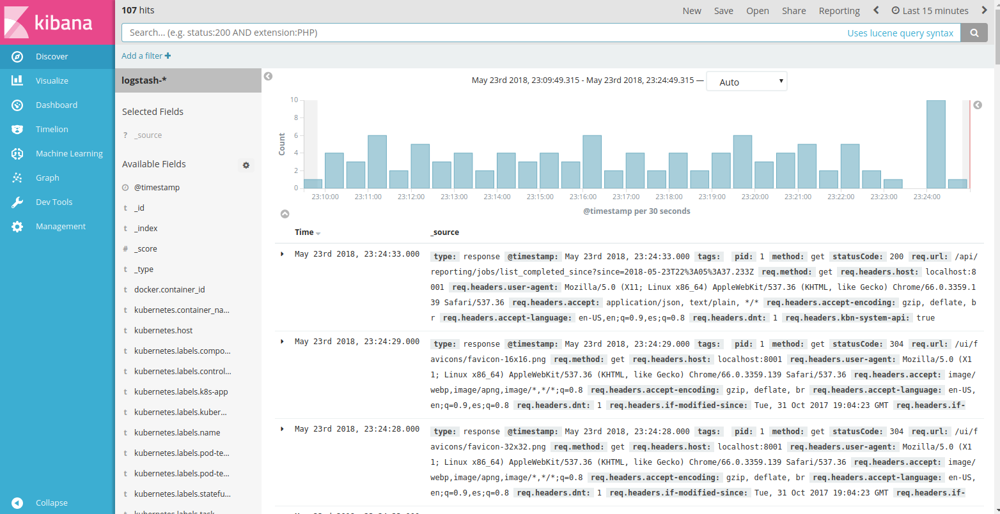 kibana
Discover
Visualize
Dashboard
Timelion
Machine Learning
Graph
Dev Tools
Management
Collapse
107 hits
New Save Open Share Reporting Last 15 minutes
Search... (e.g. status:200 AND extension:PHP) Uses lucene query syntax
Add a filter +
logstash-*
Selected Fields
? _source
Available Fields
@timestamp
t _id
t _index
# _score
t _type
t docker.container_id
t kubernetes.container_na...
t kubernetes.host
t kubernetes.labels.compo...
t kubernetes.labels.control...
t kubernetes.labels.k8s-app
t kubernetes.labels.kuber...
t kubernetes.labels.name
t kubernetes.labels.pod-te...
t kubernetes.labels.pod-te...
t kubernetes.labels.statefu...
May 23rd 2018, 23:09:49.315 - May 23rd 2018, 23:24:49.315 — Auto
Count
10
8
6
4
2
0
23:10:00 23:11:00 23:12:00 23:13:00 23:14:00 23:15:00 23:16:00 23:17:00 23:18:00 23:19:00 23:20:00 23:21:00 23:22:00 23:23:00 23:24:00
@timestamp per 30 seconds
Time _source
May 23rd 2018, 23:24:33.000
type: response @timestamp: May 23rd 2018, 23:24:33.000 tags: pid: 1 method: get statusCode: 200 req.url: /api/
reporting/jobs/list_completed_since?since=2018-05-23T22%3A05%3A37.233Z req.method: get req.headers.host: localhost:8
001 req.headers.user-agent: Mozilla/5.0 (X11; Linux x86_64) AppleWebKit/537.36 (KHTML, like Gecko) Chrome/66.0.3359.1
39 Safari/537.36 req.headers.accept: application/json, text/plain, */* req.headers.accept-encoding: gzip, deflate, b
r req.headers.accept-language: en-US,en;q=0.9,es;q=0.8 req.headers.dnt: 1 req.headers.kbn-system-api: true
May 23rd 2018, 23:24:29.000
type: response @timestamp: May 23rd 2018, 23:24:29.000 tags: pid: 1 method: get statusCode: 304 req.url: /ui/f
avicons/favicon-16x16.png req.method: get req.headers.host: localhost:8001 req.headers.user-agent: Mozilla/5.0 (X1
1; Linux x86_64) AppleWebKit/537.36 (KHTML, like Gecko) Chrome/66.0.3359.139 Safari/537.36 req.headers.accept: image/
webp,image/apng,image/*,*/*;q=0.8 req.headers.accept-encoding: gzip, deflate, br req.headers.accept-language: en-US,
en;q=0.9,es;q=0.8 req.headers.dnt: 1 req.headers.if-modified-since: Tue, 31 Oct 2017 19:04:23 GMT req.headers.if-
May 23rd 2018, 23:24:28.000
type: response @timestamp: May 23rd 2018, 23:24:28.000 tags: pid: 1 method: get statusCode: 304 req.url: /ui/f
avicons/favicon-32x32.png req.method: get req.headers.host: localhost:8001 req.headers.user-agent: Mozilla/5.0 (X1
1; Linux x86_64) AppleWebKit/537.36 (KHTML, like Gecko) Chrome/66.0.3359.139 Safari/537.36 req.headers.accept: image/
webp,image/apng,image/*,*/*;q=0.8 req.headers.accept-encoding: gzip, deflate, br req.headers.accept-language: en-US,
en;q=0.9,es;q=0.8 req.headers.dnt: 1 req.headers.if-modified-since: Tue, 31 Oct 2017 19:04:23 GMT req.headers.if-